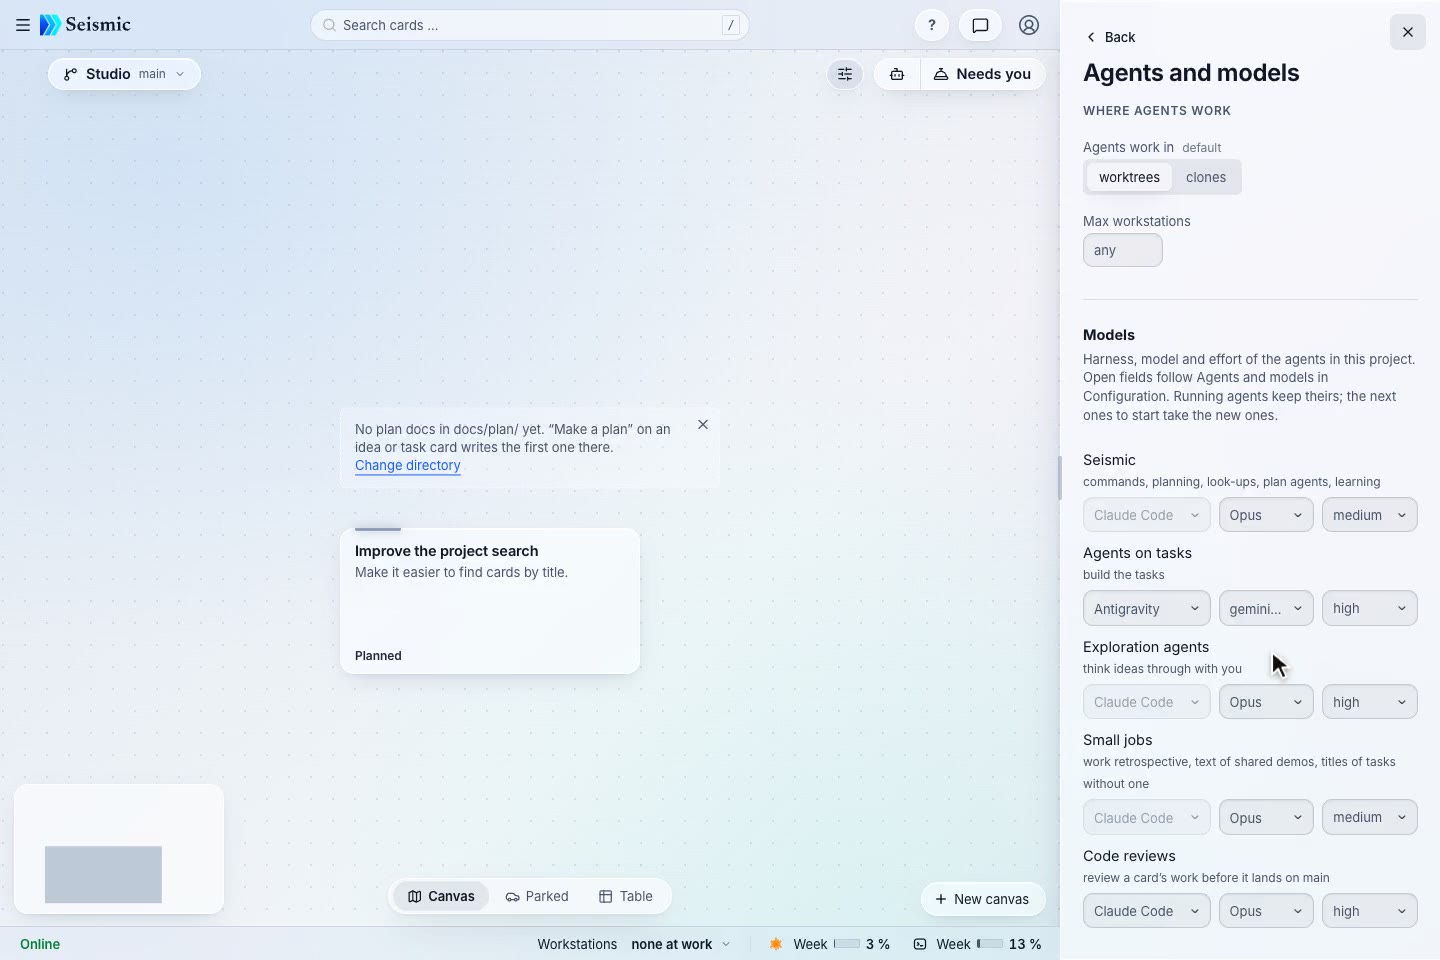 Seismic
Search cards ...
/
?
Studio main
Needs you
No plan docs in docs/plan/ yet. “Make a plan” on an
idea or task card writes the first one there.
Change directory
Improve the project search
Make it easier to find cards by title.
Planned
Canvas
Parked
Table
New canvas
Online
Workstations none at work
Week 3 %
Week 13 %
Back
Agents and models
WHERE AGENTS WORK
Agents work in default
worktrees clones
Max workstations
any
Models
Harness, model and effort of the agents in this project.
Open fields follow Agents and models in
Configuration. Running agents keep theirs; the next
ones to start take the new ones.
Seismic
commands, planning, look-ups, plan agents, learning
Claude Code Opus medium
Agents on tasks
build the tasks
Antigravity gemini... high
Exploration agents
think ideas through with you
Claude Code Opus high
Small jobs
work retrospective, text of shared demos, titles of tasks
without one
Claude Code Opus medium
Code reviews
review a card’s work before it lands on main
Claude Code Opus high